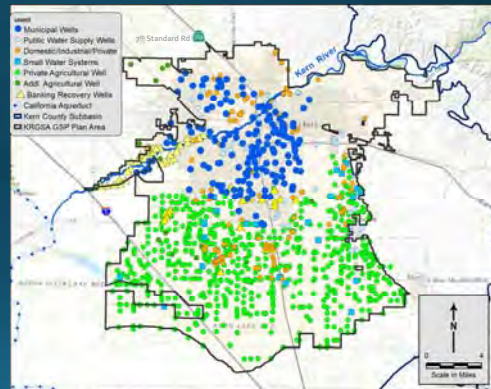 Legend
Municipal Wells
Public Water Supply Wells
Domestic/Industrial/Private
Small Water Systems
Private Agricultural Well
Addl. Agricultural Well
Banking Recovery Wells
California Aqueduct
Kern County Subbasin
KRGSA GSP Plan Area
Standard Rd
Kern River
N
0 4
Scale in Miles